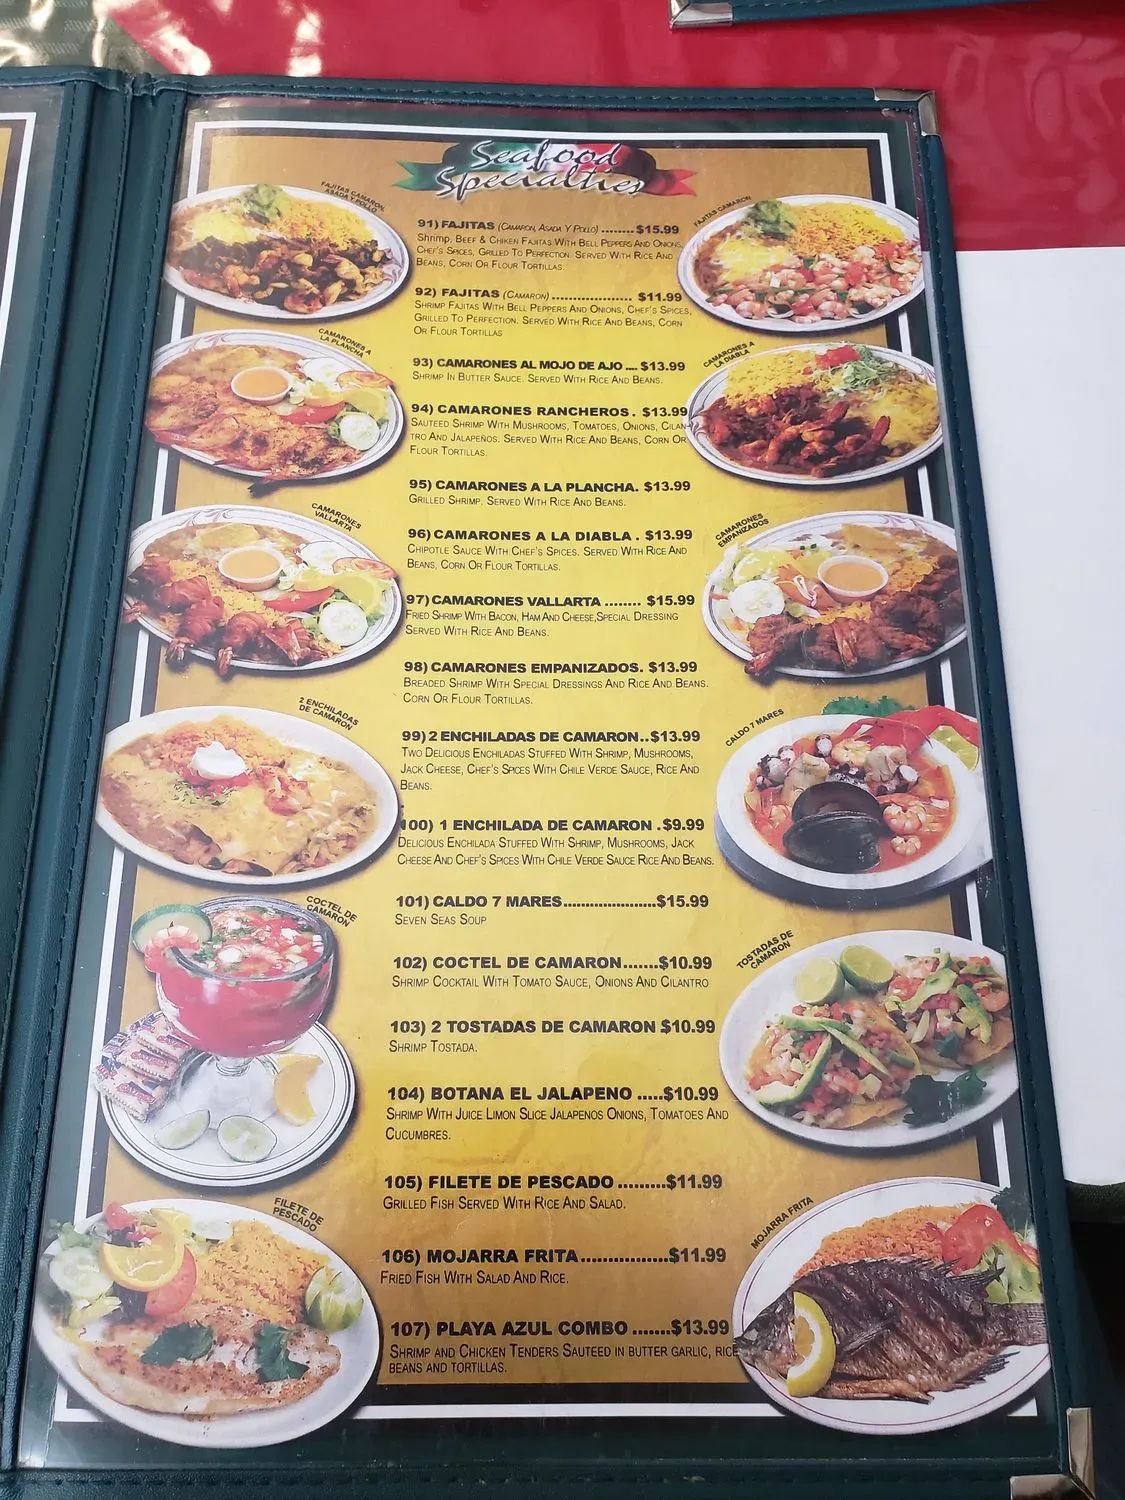 Seafood
Specialties
FAJITAS CAMARON,
ASADA Y POLLO
FAJITAS CAMARON
91) FAJITAS (CAMARON, ASADA Y POLLO) ........ $15.99
SHRIMP, BEEF & CHIKEN FAJITAS WITH BELL PEPPERS AND ONIONS,
CHEF'S SPICES, GRILLED TO PERFECTION. SERVED WITH RICE AND
BEANS, CORN OR FLOUR TORTILLAS
92) FAJITAS (CAMARON) .................... $11.99
SHRIMP FAJITAS WITH BELL PEPPERS AND ONIONS, CHEF'S SPICES,
GRILLED TO PERFECTION. SERVED WITH RICE AND BEANS, CORN
OR FLOUR TORTILLAS
CAMARONES A
LA PLANCHA
CAMARONES A
LA DIABLA
93) CAMARONES AL MOJO DE AJO .... $13.99
SHRIMP IN BUTTER SAUCE. SERVED WITH RICE AND BEANS.
94) CAMARONES RANCHEROS. $13.99
SAUTEED SHRIMP WITH MUSHROOMS, TOMATOES, ONIONS, CILAN-
TRO AND JALAPEÑOS. SERVED WITH RICE AND BEANS, CORN OR
FLOUR TORTILLAS.
95) CAMARONES A LA PLANCHA. $13.99
GRILLED SHRIMP. SERVED WITH RICE AND BEANS.
CAMARONES
VALLARTA
CAMARONES
EMPANIZADOS
96) CAMARONES A LA DIABLA . $13.99
CHIPOTLE SAUCE WITH CHEF'S SPICES. SERVED WITH RICE AND
BEANS, CORN OR FLOUR TORTILLAS.
97) CAMARONES VALLARTA ........ $15.99
FRIED SHRIMP WITH BACON, HAM AND CHEESE,SPECIAL DRESSING
SERVED WITH RICE AND BEANS.
98) CAMARONES EMPANIZADOS. $13.99
BREADED SHRIMP WITH SPECIAL DRESSINGS AND RICE AND BEANS.
CORN OR FLOUR TORTILLAS.
2 ENCHILADAS
DE CAMARON
CALDO 7 MARES
99) 2 ENCHILADAS DE CAMARON..$13.99
TWO DELICIOUS ENCHILADAS STUFFED WITH SHRIMP, MUSHROOMS,
JACK CHEESE, CHEF'S SPICES WITH CHILE VERDE SAUCE, RICE AND
BEANS.
100) 1 ENCHILADA DE CAMARON .$9.99
DELICIOUS ENCHILADA STUFFED WITH SHRIMP, MUSHROOMS, JACK
CHEESE AND CHEF'S SPICES WITH CHILE VERDE SAUCE RICE AND BEANS.
COCTEL DE
CAMARON
101) CALDO 7 MARES.....................$15.99
SEVEN SEAS SOUP
TOSTADAS DE
CAMARON
102) COCTEL DE CAMARON.......$10.99
SHRIMP COCKTAIL WITH TOMATO SAUCE, ONIONS AND CILANTRO
103) 2 TOSTADAS DE CAMARON $10.99
SHRIMP TOSTADA.
104) BOTANA EL JALAPENO .....$10.99
SHRIMP WITH JUICE LIMON SLICE JALAPENOS ONIONS, TOMATOES AND
CUCUMBRES.
FILETE DE
PESCADO
MOJARRA FRITA
105) FILETE DE PESCADO .........$11.99
GRILLED FISH SERVED WITH RICE AND SALAD.
106) MOJARRA FRITA.................$11.99
FRIED FISH WITH SALAD AND RICE.
107) PLAYA AZUL COMBO .......$13.99
SHRIMP AND CHICKEN TENDERS SAUTEED IN BUTTER GARLIC, RICE
BEANS AND TORTILLAS.